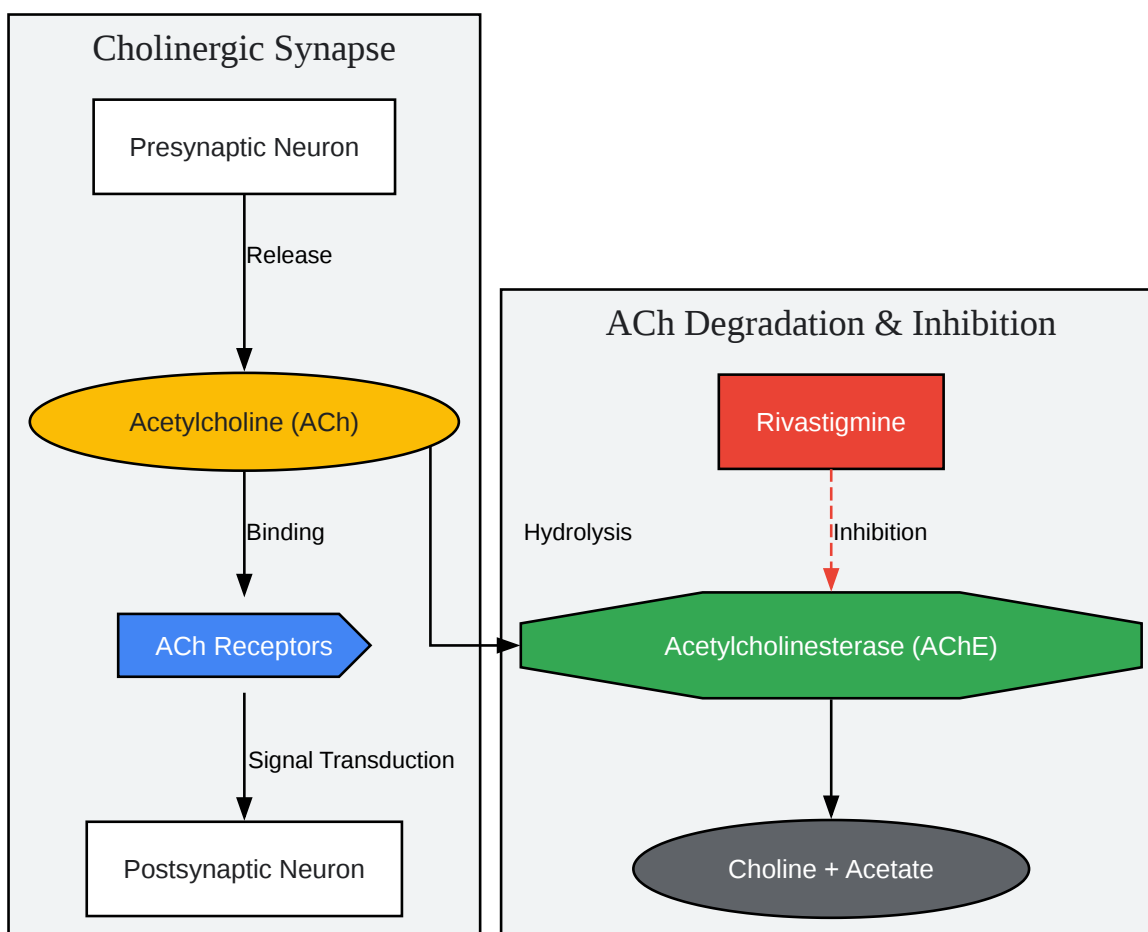 Cholinergic Synapse
Presynaptic Neuron
Release
Acetylcholine (ACh)
Binding
ACh Receptors
Signal Transduction
Postsynaptic Neuron
ACh Degradation & Inhibition
Rivastigmine
Hydrolysis
Inhibition
Acetylcholinesterase (AChE)
Choline + Acetate